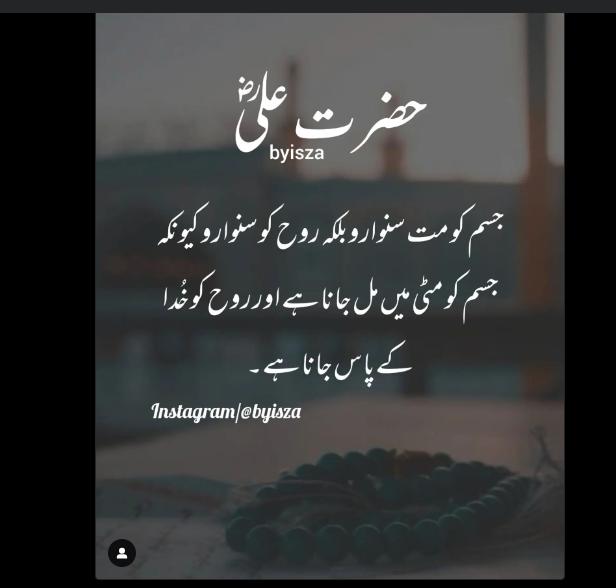 حضرت علیؓ
byisza
جسم کو مت سنوارو بلکہ روح کو سنوارو کیونکہ
جسم کو مٹی میں مل جانا ہے اور روح کو خُدا
کے پاس جانا ہے۔
Instagram/@byisza